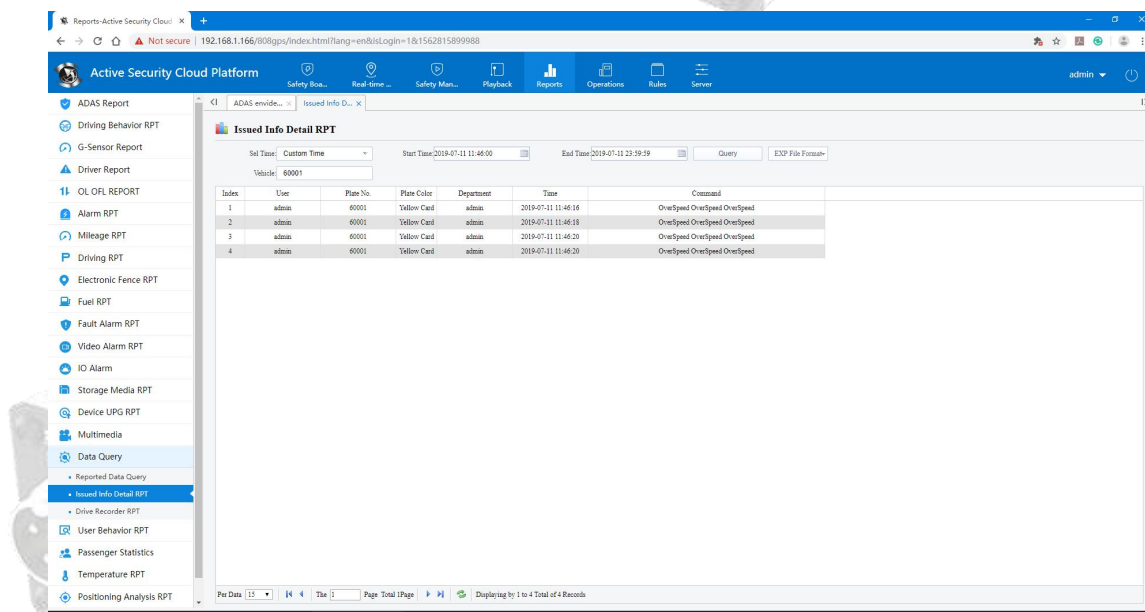 Reports-Active Security Cloud
Not secure | 192.168.1.166/808gps/index.html?lang=en&isLogin=1&1562815899988
Active Security Cloud Platform
Safety Boa...
Real-time ...
Safety Man...
Playback
Reports
Operations
Rules
Server
admin
ADAS Report
Driving Behavior RPT
G-Sensor Report
Driver Report
OL OFL REPORT
Alarm RPT
Mileage RPT
Driving RPT
Electronic Fence RPT
Fuel RPT
Fault Alarm RPT
Video Alarm RPT
IO Alarm
Storage Media RPT
Device UPG RPT
Multimedia
Data Query
Reported Data Query
Issued Info Detail RPT
Drive Recorder RPT
User Behavior RPT
Passenger Statistics
Temperature RPT
Positioning Analysis RPT
ADAS envide... Issued Info D...
Issued Info Detail RPT
Sel Time: Custom Time Start Time: 2019-07-11 11:46:00 End Time: 2019-07-11 23:59:59 Query EXP File Format
Vehicle: 60001
Index User Plate No. Plate Color Department Time Command
1 admin 60001 Yellow Card admin 2019-07-11 11:46:16 OverSpeed OverSpeed OverSpeed
2 admin 60001 Yellow Card admin 2019-07-11 11:46:18 OverSpeed OverSpeed OverSpeed
3 admin 60001 Yellow Card admin 2019-07-11 11:46:20 OverSpeed OverSpeed OverSpeed
4 admin 60001 Yellow Card admin 2019-07-11 11:46:20 OverSpeed OverSpeed OverSpeed
Per Data 15 The 1 Page Total 1Page Displaying by 1 to 4 Total of 4 Records